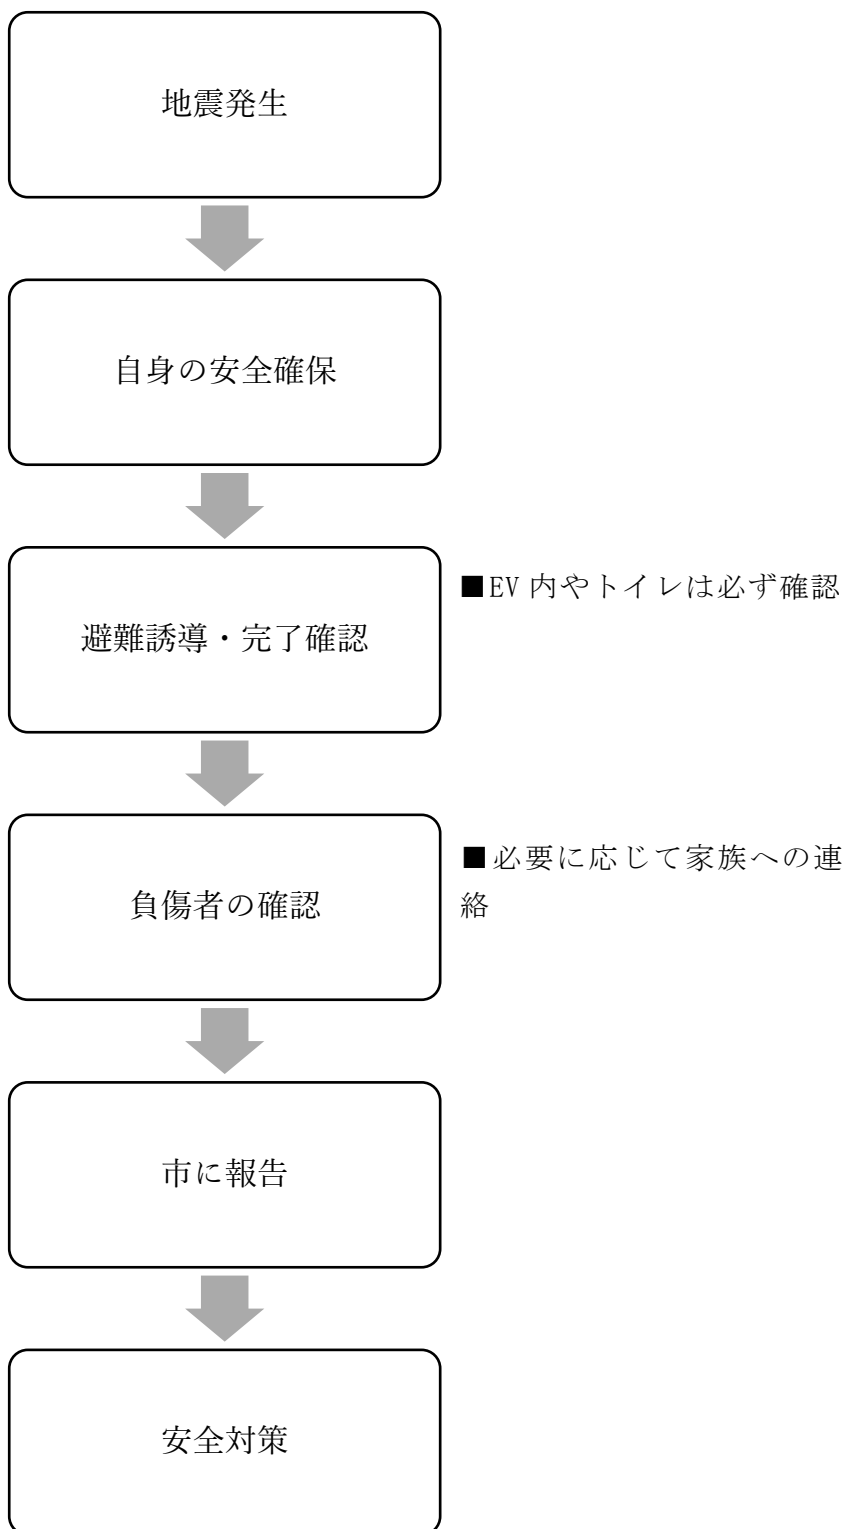 地震発生
自身の安全確保
避難誘導・完了確認
■EV 内やトイレは必ず確認
負傷者の確認
■必要に応じて家族への連
絡
市に報告
安全対策